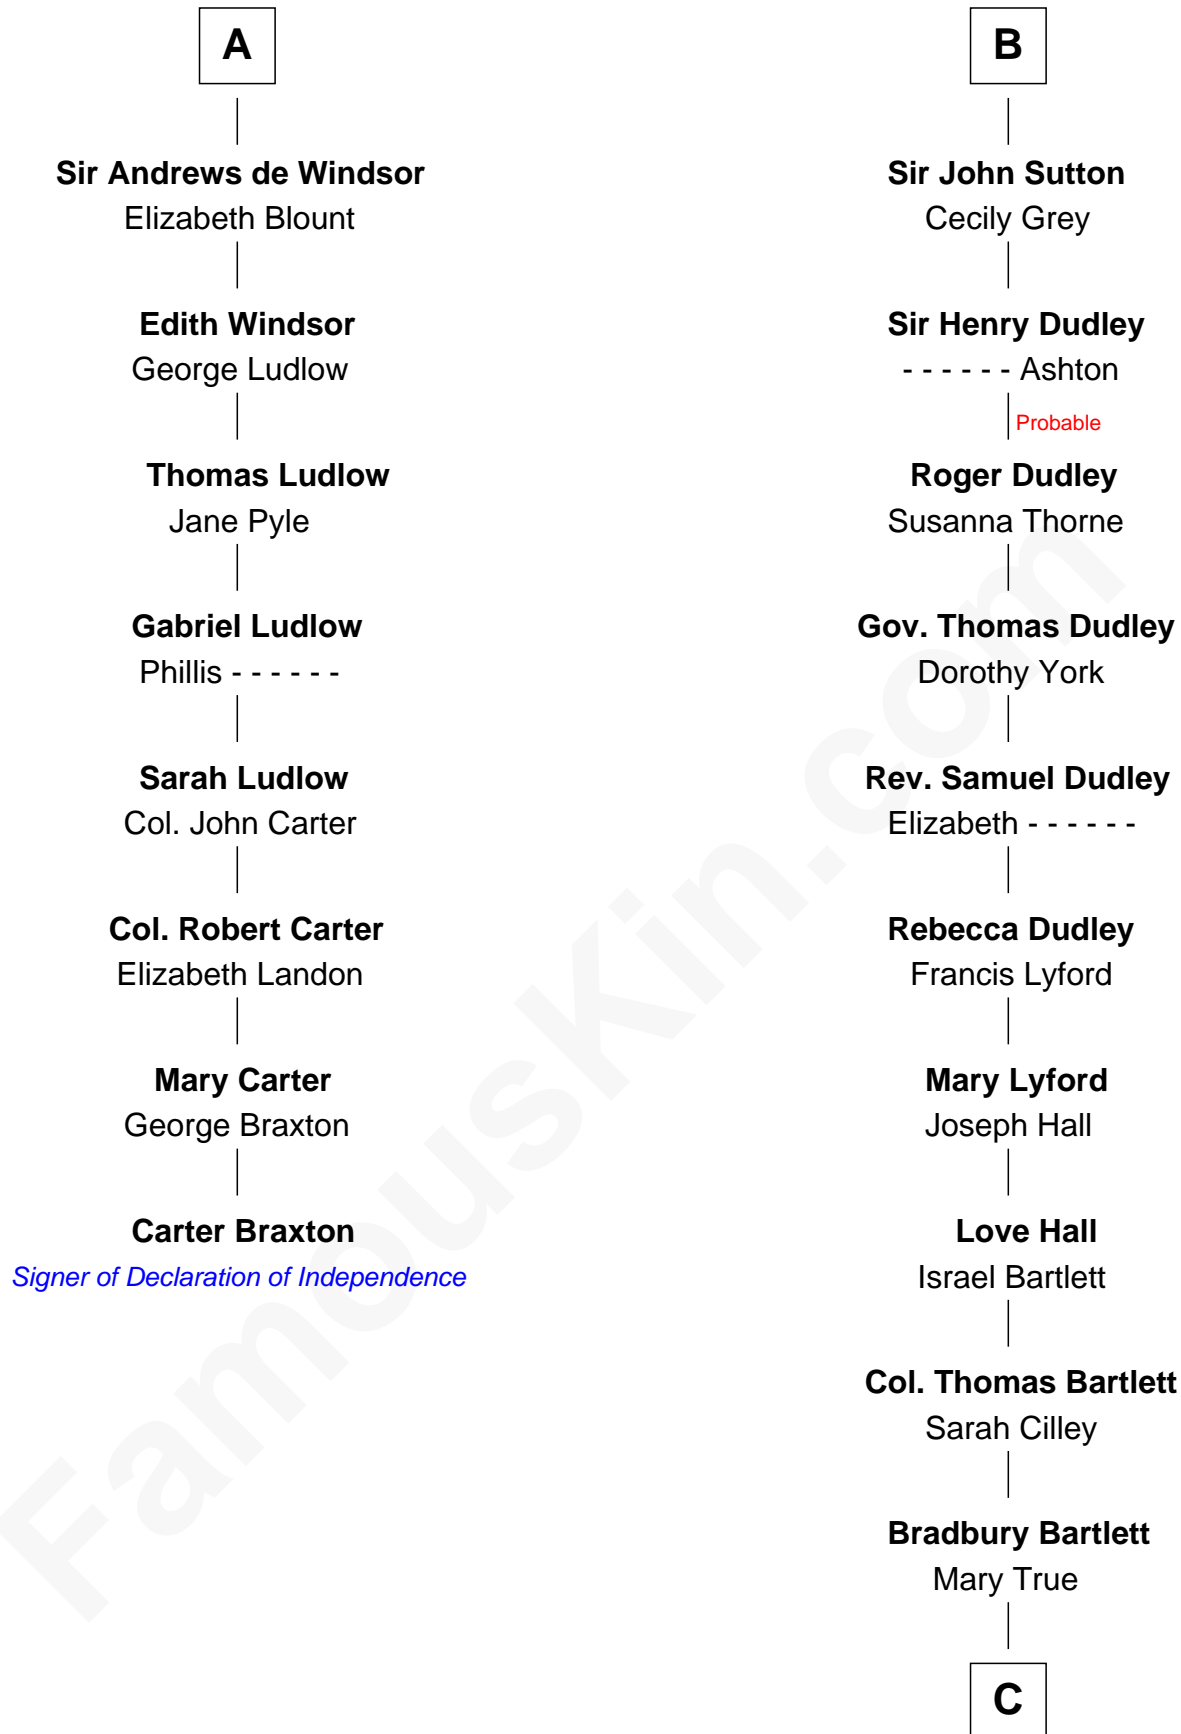 A
Sir Andrews de Windsor
Elizabeth Blount
Edith Windsor
George Ludlow
Thomas Ludlow
Jane Pyle
Gabriel Ludlow
Phillis - - - - - -
Sarah Ludlow
Col. John Carter
Col. Robert Carter
Elizabeth Landon
Mary Carter
George Braxton
Carter Braxton
Signer of Declaration of Independence
B
Sir John Sutton
Cecily Grey
Sir Henry Dudley
- - - - - - Ashton
Probable
Roger Dudley
Susanna Thorne
Gov. Thomas Dudley
Dorothy York
Rev. Samuel Dudley
Elizabeth - - - - - -
Rebecca Dudley
Francis Lyford
Mary Lyford
Joseph Hall
Love Hall
Israel Bartlett
Col. Thomas Bartlett
Sarah Cilley
Bradbury Bartlett
Mary True
C
FamousKin.com